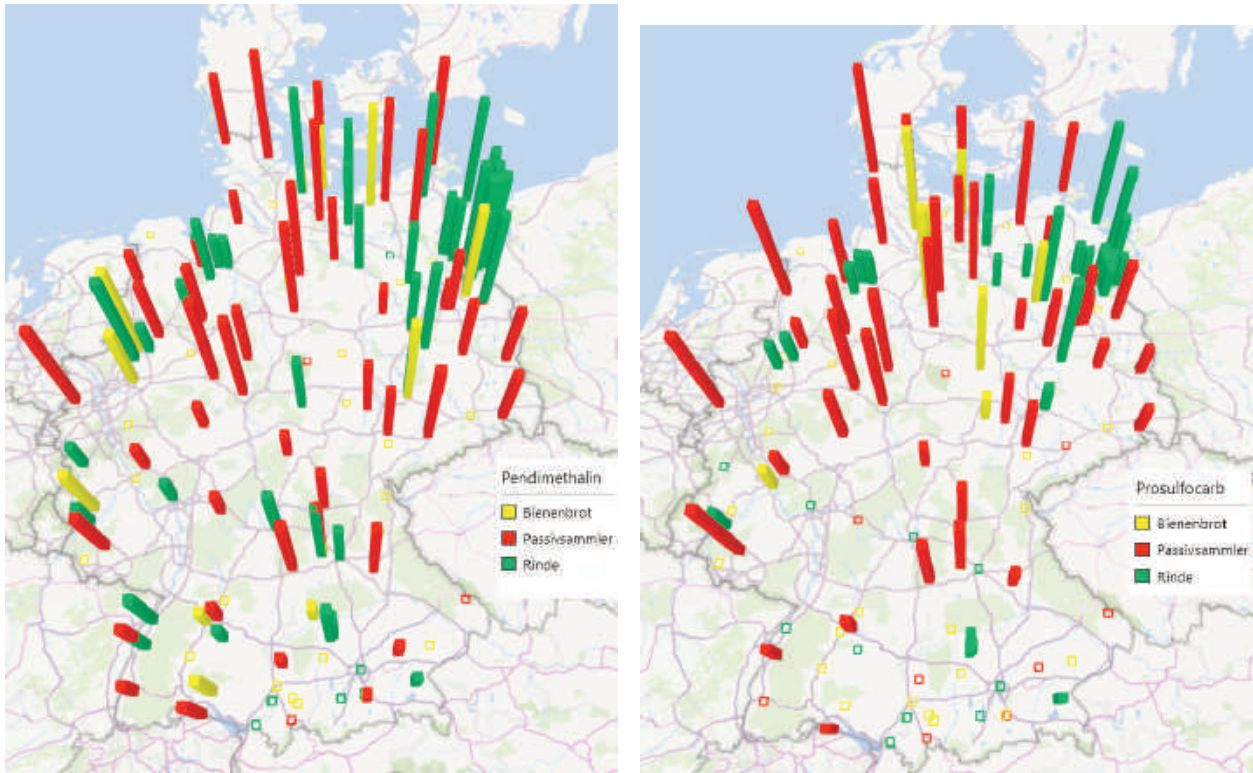 Pendimethalin
Bienenbrot
Passivsammler
Rinde
Prosulfocarb
Bienenbrot
Passivsammler
Rinde